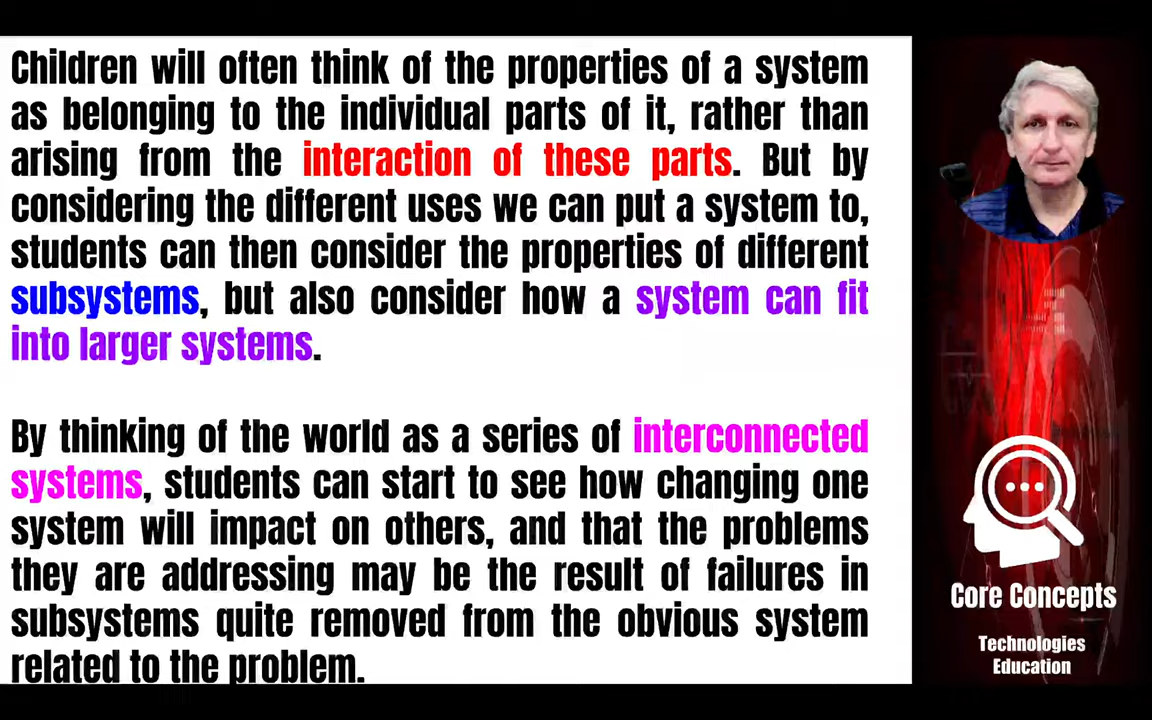 Children will often think of the properties of a system
as belonging to the individual parts of it, rather than
arising from the interaction of these parts. But by
considering the different uses we can put a system to,
students can then consider the properties of different
subsystems, but also consider how a system can fit
into larger systems.
By thinking of the world as a series of interconnected
systems, students can start to see how changing one
system will impact on others, and that the problems
they are addressing may be the result of failures in
subsystems quite removed from the obvious system
related to the problem.
Core Concepts
Technologies
Education